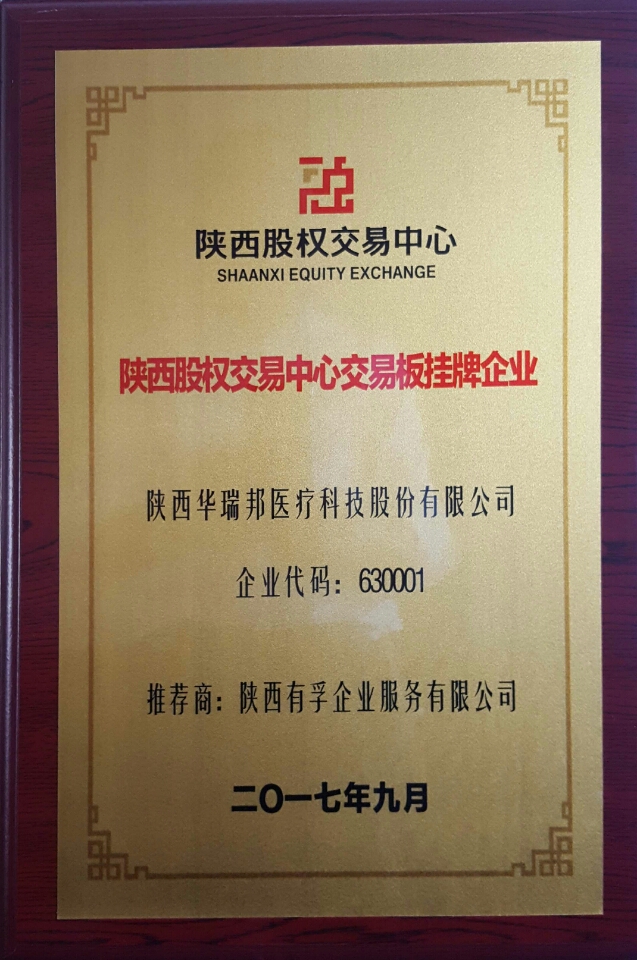 陕西股权交易中心
SHAANXI EQUITY EXCHANGE
陕西股权交易中心交易板挂牌企业
陕西华瑞邦医疗科技股份有限公司
企业代码：630001
推荐商：陕西有孚企业服务有限公司
二〇一七年九月